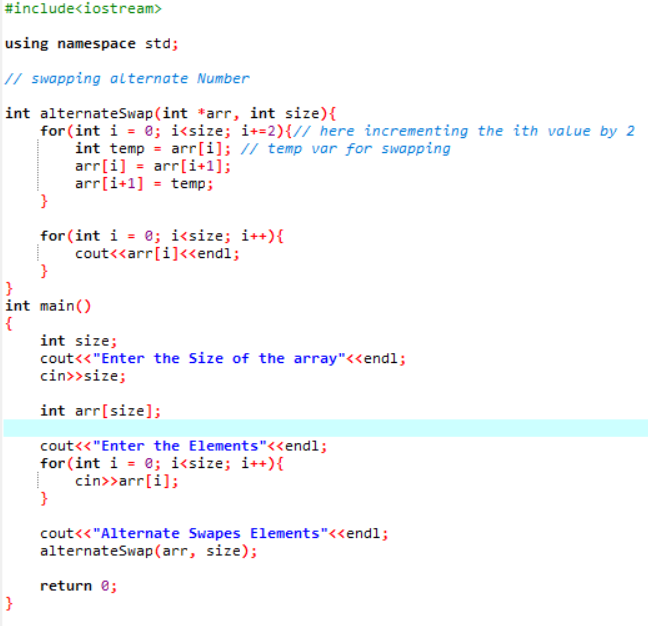 #include<iostream>
using namespace std;
// swapping alternate Number
int alternateSwap(int *arr, int size){
for(int i = 0; i<size; i+=2){// here incrementing the ith value by 2
int temp = arr[i]; // temp var for swapping
arr[i] = arr[i+1];
arr[i+1] = temp;
}
for(int i = 0; i<size; i++){
cout<<arr[i]<<endl;
}
}
int main()
{
int size;
cout<<"Enter the Size of the array"<<endl;
cin>>size;
int arr[size];
cout<<"Enter the Elements"<<endl;
for(int i = 0; i<size; i++){
cin>>arr[i];
}
cout<<"Alternate Swapes Elements"<<endl;
alternateSwap(arr, size);
return 0;
}